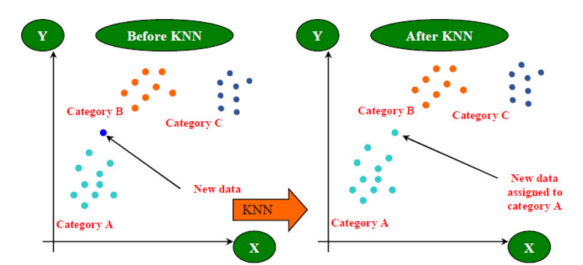 Y
Before KNN
Category B
Category C
New data
Category A
X
KNN
Y
After KNN
Category B
Category C
New data
assigned to
category A
Category A
X